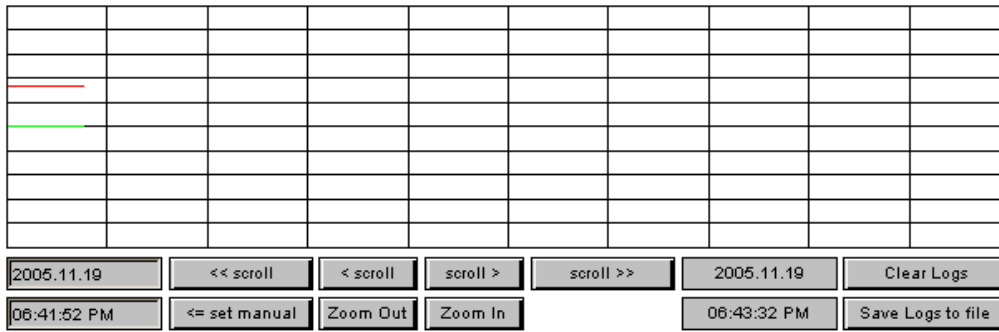 2005.11.19 << scroll < scroll scroll > scroll >> 2005.11.19 Clear Logs
06:41:52 PM <= set manual Zoom Out Zoom In 06:43:32 PM Save Logs to file